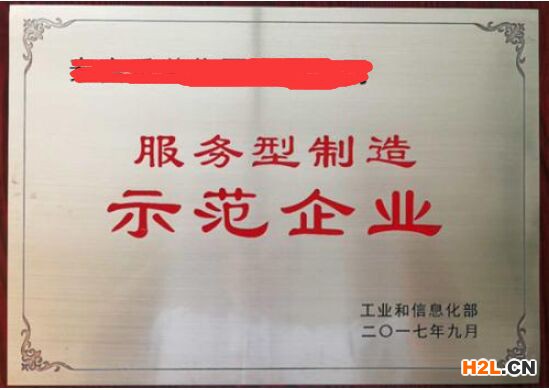 服务型制造
示范企业
工业和信息化部
二〇一七年九月
H2L.CN